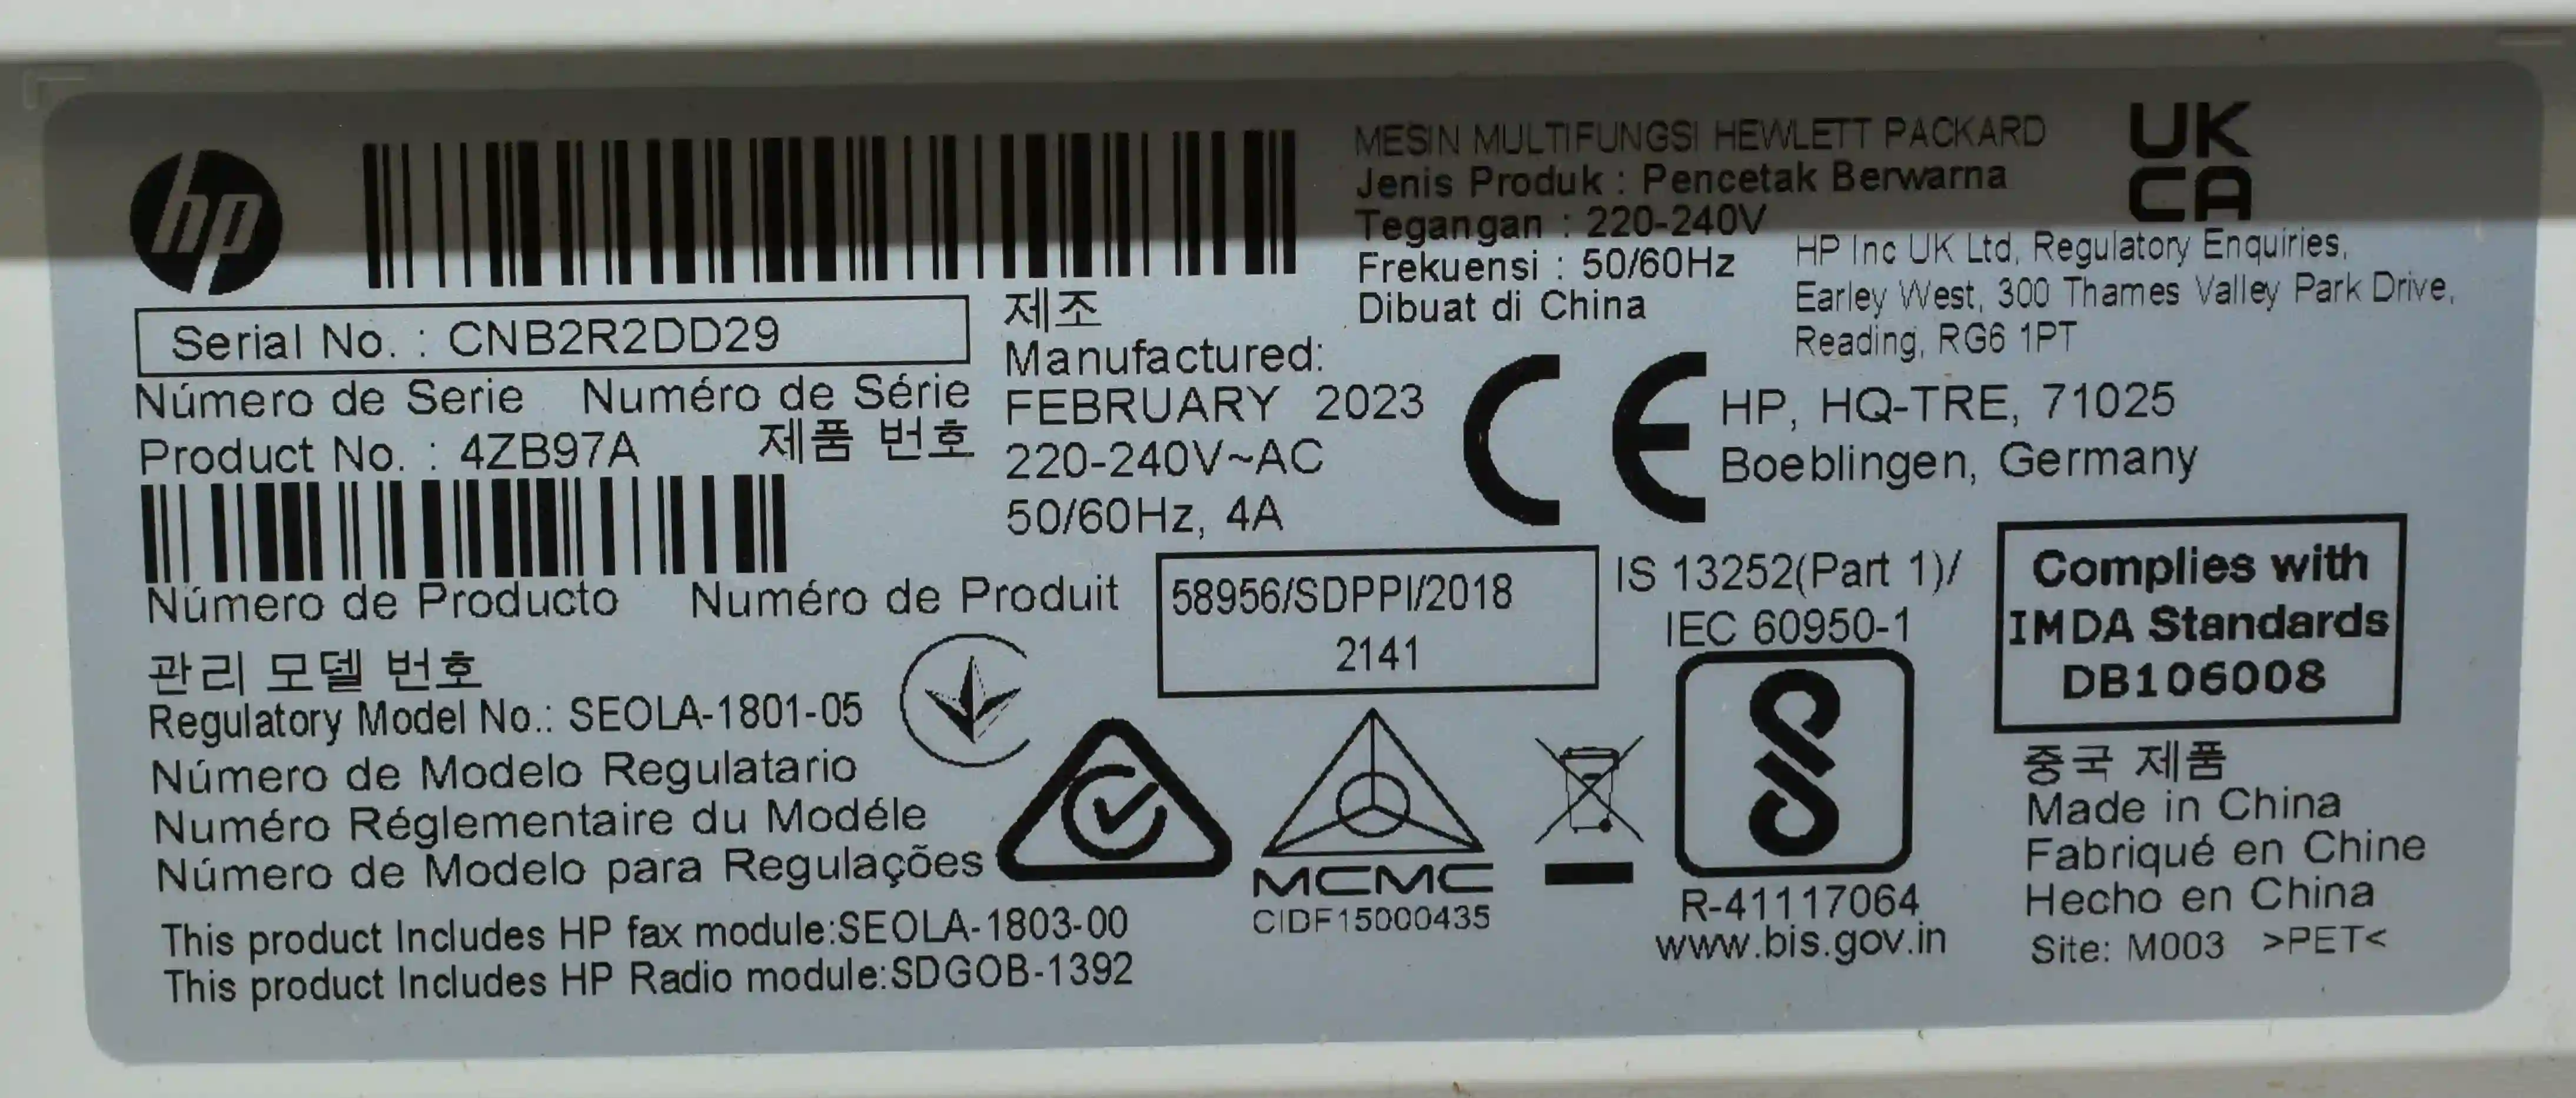 hp
Serial No. : CNB2R2DD29
Número de Serie Numéro de Série
Product No. : 4ZB97A 제품 번호
Número de Producto Numéro de Produit
관리 모델 번호
Regulatory Model No.: SEOLA-1801-05
Número de Modelo Regulatario
Numéro Réglementaire du Modéle
Número de Modelo para Regulações
This product Includes HP fax module:SEOLA-1803-00
This product Includes HP Radio module:SDGOB-1392
제조
Manufactured:
FEBRUARY 2023
220-240V~AC
50/60Hz, 4A
MESIN MULTIFUNGSI HEWLETT PACKARD
Jenis Produk : Pencetak Berwarna
Tegangan : 220-240V
Frekuensi : 50/60Hz
Dibuat di China
UK
CA
HP Inc UK Ltd, Regulatory Enquiries,
Earley West, 300 Thames Valley Park Drive,
Reading, RG6 1PT
CE
HP, HQ-TRE, 71025
Boeblingen, Germany
58956/SDPPI/2018
2141
IS 13252(Part 1)/
IEC 60950-1
Complies with
IMDA Standards
DB106008
MCMC
CIDF15000435
R-41117064
www.bis.gov.in
중국 제품
Made in China
Fabriqué en Chine
Hecho en China
Site: M003 >PET<